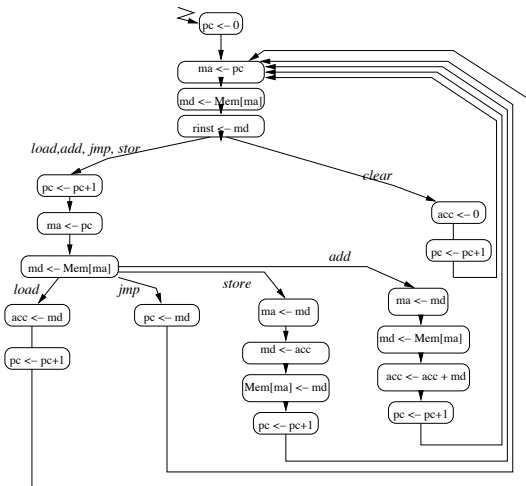 pc <– 0
ma <– pc
md <– Mem[ma]
rinst <– md
load,add, jmp, stor
clear
pc <– pc+1
ma <– pc
md <– Mem[ma]
acc <– 0
pc <– pc+1
load
jmp
store
add
acc <– md
pc <– pc+1
pc <– md
ma <– md
md <– acc
Mem[ma] <– md
pc <– pc+1
ma <– md
md <– Mem[ma]
acc <– acc + md
pc <– pc+1